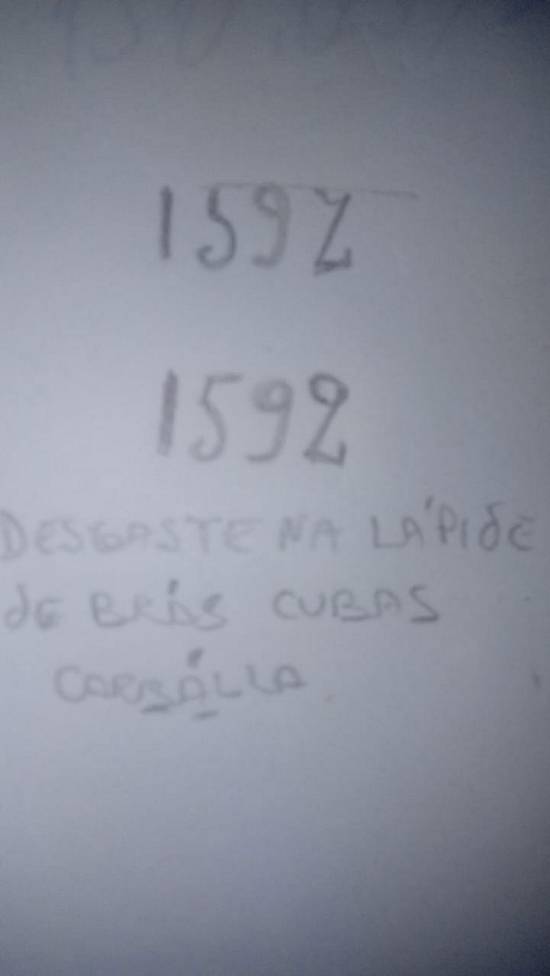 1592
1592
DESGASTE NA LÁPIDE
DE BRÁS CUBAS